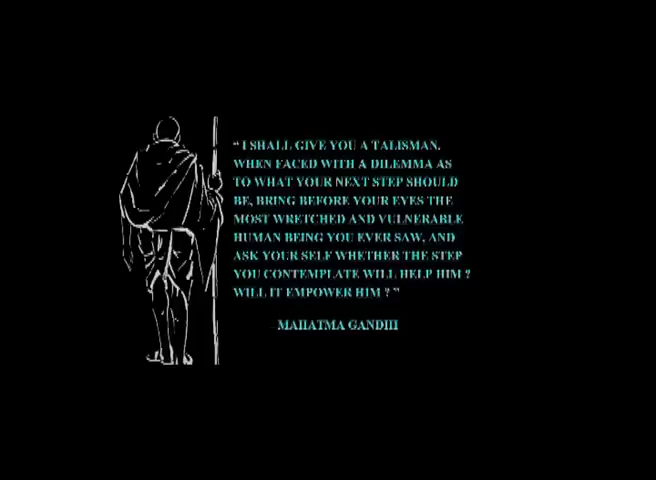 “ I SHALL GIVE YOU A TALISMAN.
WHEN FACED WITH A DILEMMA AS
TO WHAT YOUR NEXT STEP SHOULD
BE, BRING BEFORE YOUR EYES THE
MOST WRETCHED AND VULNERABLE
HUMAN BEING YOU EVER SAW, AND
ASK YOUR SELF WHETHER THE STEP
YOU CONTEMPLATE WILL HELP HIM ?
WILL IT EMPOWER HIM ? ”
- MAHATMA GANDHI